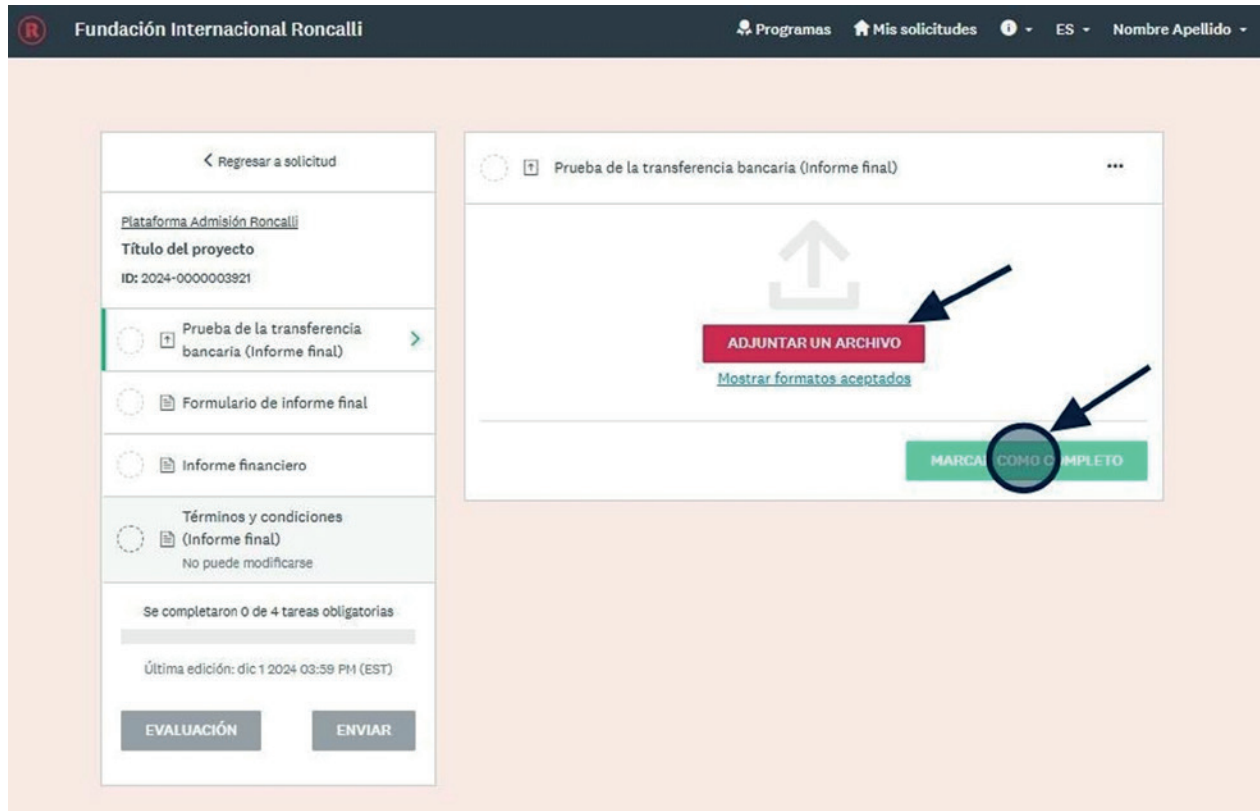 R Fundación Internacional Roncalli Programas Mis solicitudes i ES Nombre Apellido
Regresar a solicitud
Plataforma Admisión Roncalli
Título del proyecto
ID: 2024-0000003921
Prueba de la transferencia
bancaria (Informe final)
Formulario de informe final
Informe financiero
Términos y condiciones
(Informe final)
No puede modificarse
Se completaron 0 de 4 tareas obligatorias
Última edición: dic 1 2024 03:59 PM (EST)
EVALUACIÓN ENVIAR
Prueba de la transferencia bancaria (Informe final) ...
ADJUNTAR UN ARCHIVO
Mostrar formatos aceptados
MARCAR COMO COMPLETO